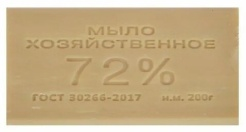 МЫЛО
ХОЗЯЙСТВЕННОЕ
72%
ГОСТ 30266-2017 н.м. 200г